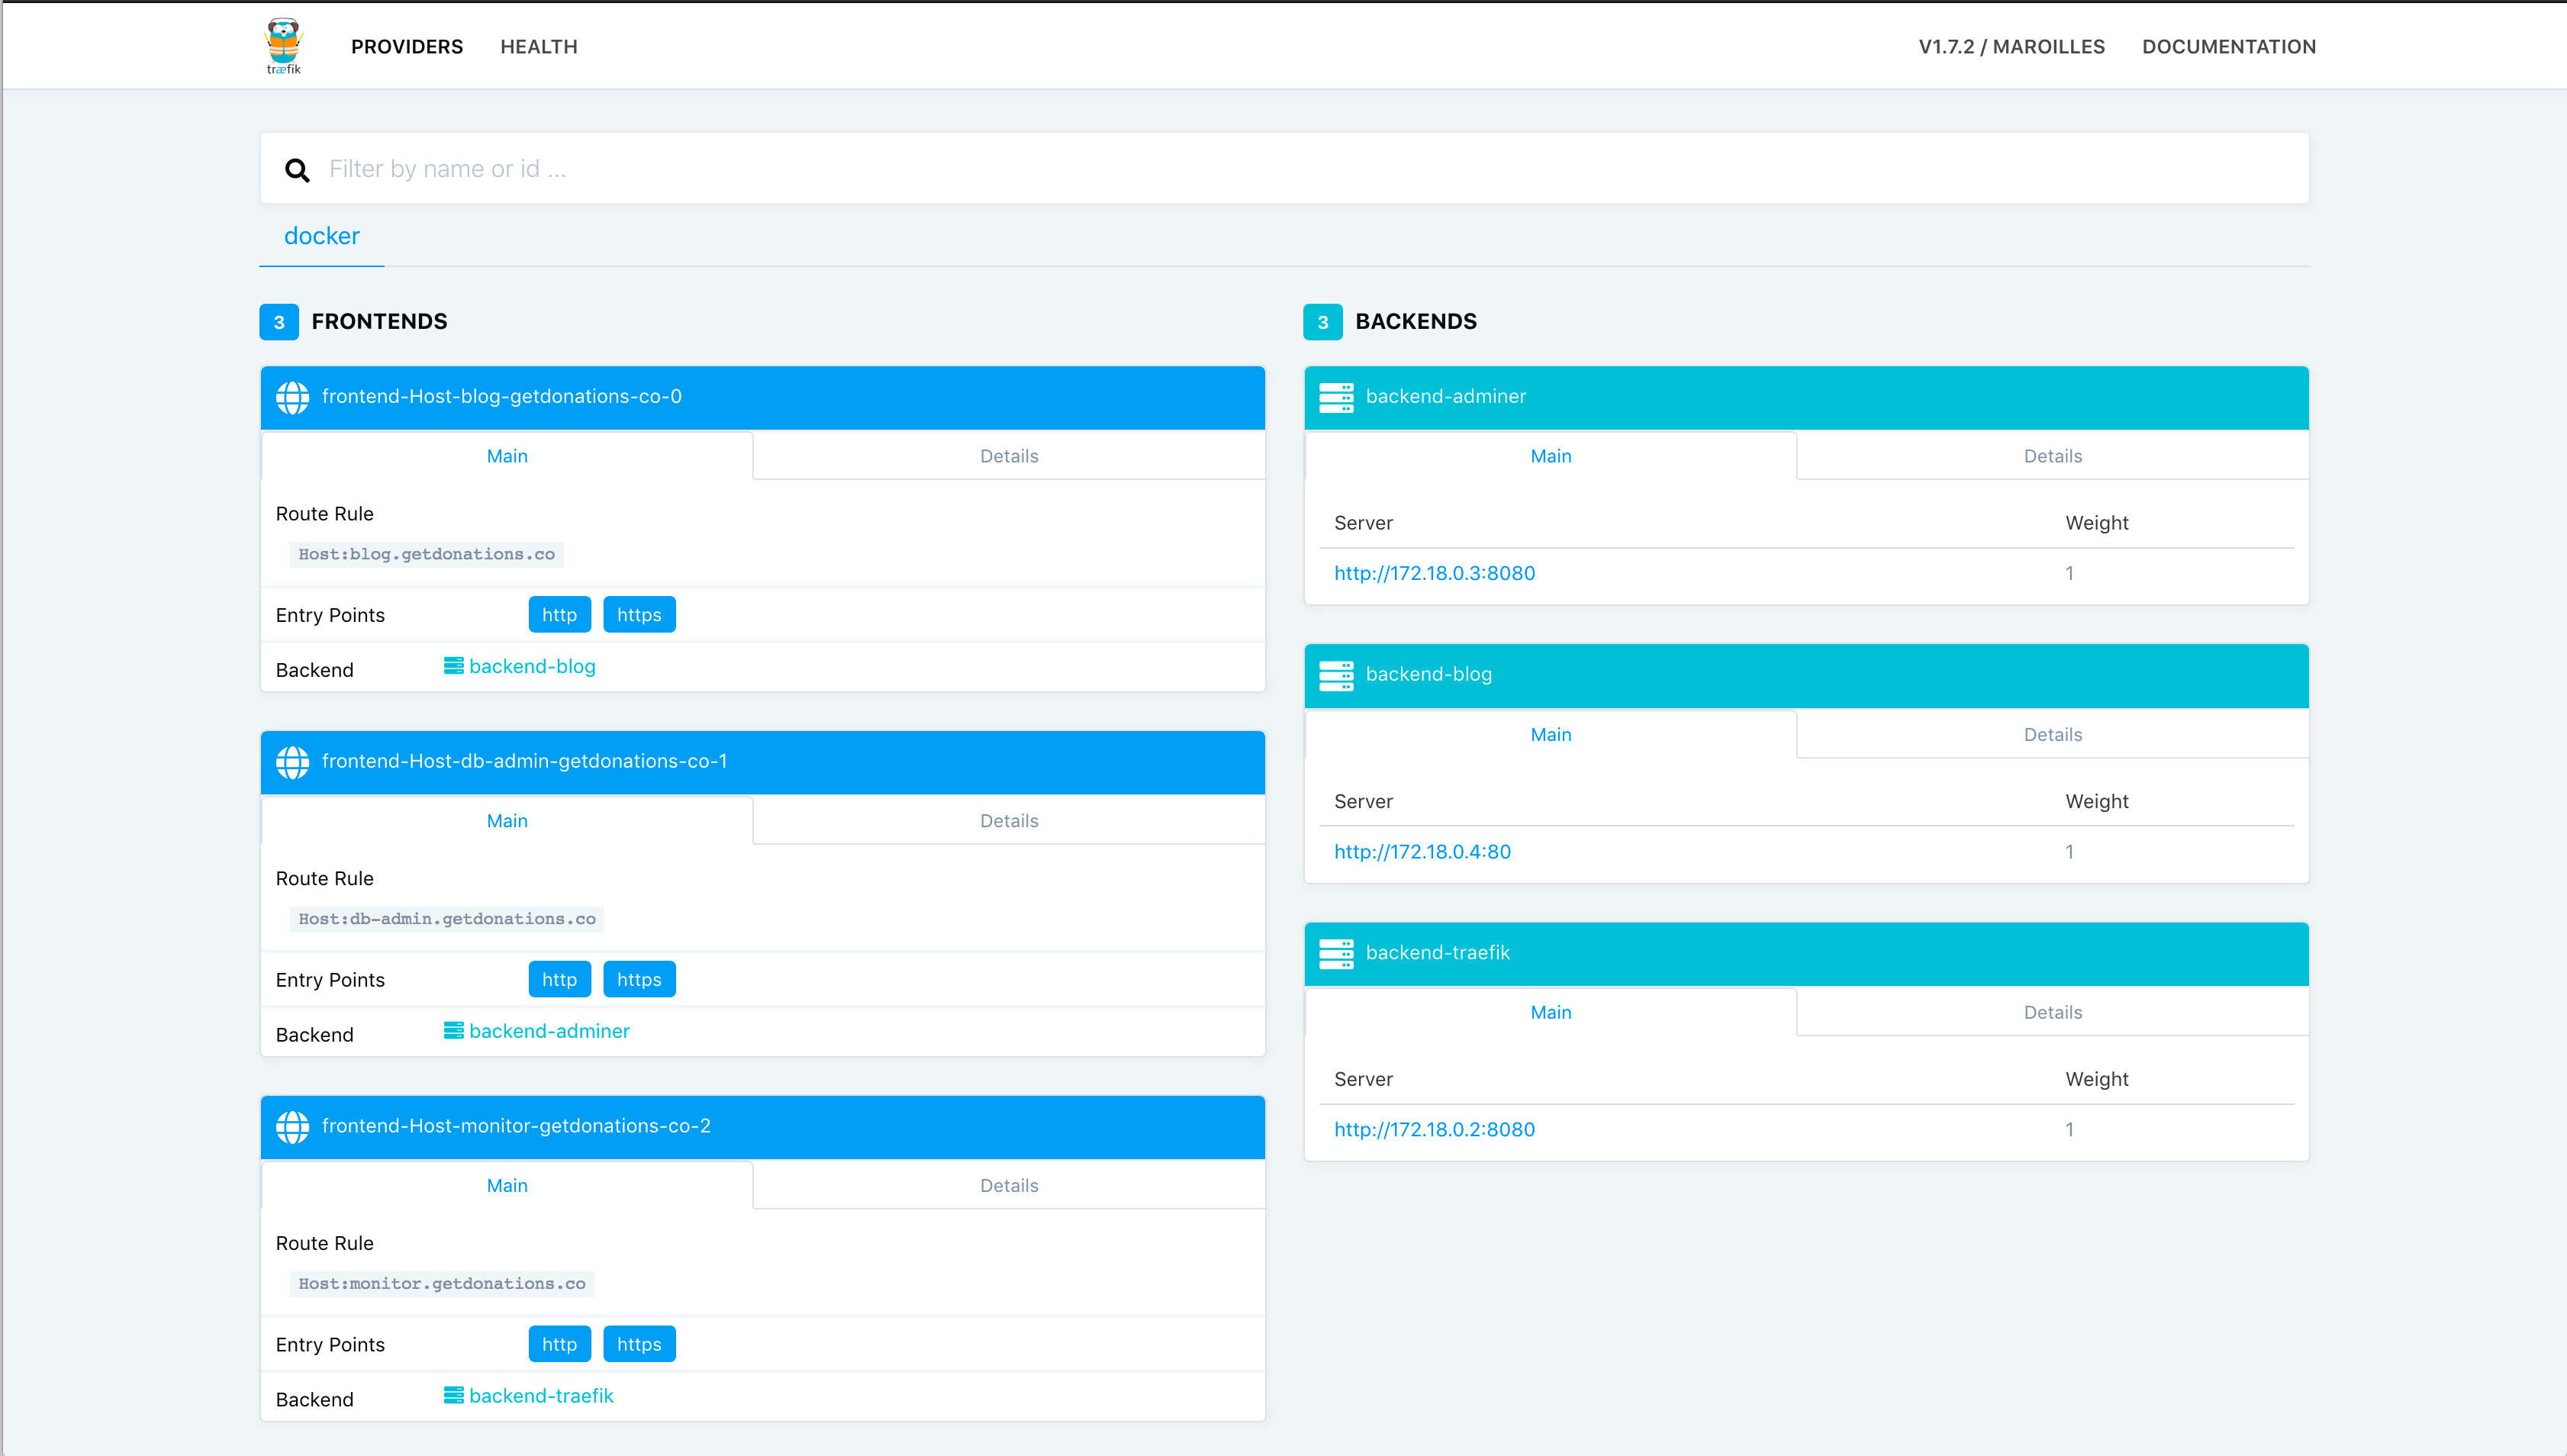 træfik
PROVIDERS HEALTH V1.7.2 / MAROILLES DOCUMENTATION
Filter by name or id ...
docker
3 FRONTENDS
frontend-Host-blog-getdonations-co-0
Main Details
Route Rule
Host:blog.getdonations.co
Entry Points http https
Backend backend-blog
frontend-Host-db-admin-getdonations-co-1
Main Details
Route Rule
Host:db-admin.getdonations.co
Entry Points http https
Backend backend-adminer
frontend-Host-monitor-getdonations-co-2
Main Details
Route Rule
Host:monitor.getdonations.co
Entry Points http https
Backend backend-traefik
3 BACKENDS
backend-adminer
Main Details
Server Weight
http://172.18.0.3:8080 1
backend-blog
Main Details
Server Weight
http://172.18.0.4:80 1
backend-traefik
Main Details
Server Weight
http://172.18.0.2:8080 1